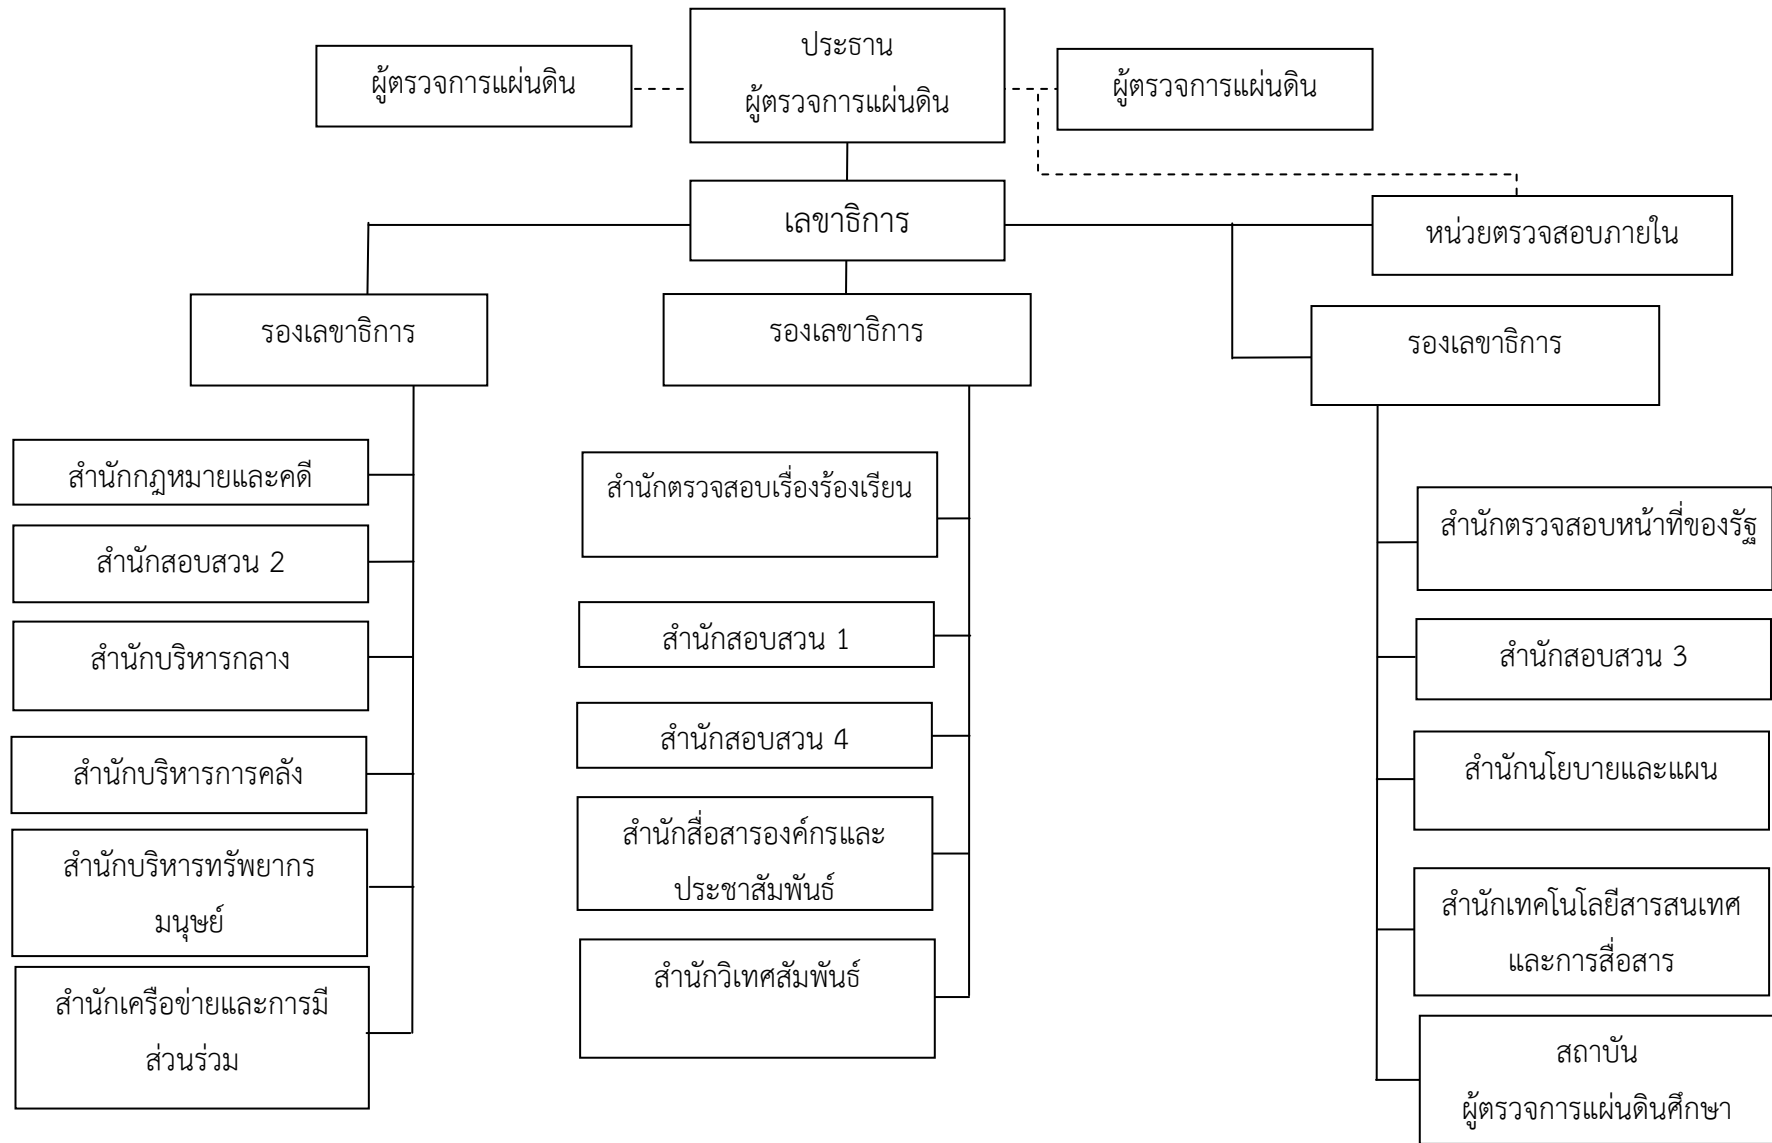 ประธาน
ผู้ตรวจการแผ่นดิน
ผู้ตรวจการแผ่นดิน
ผู้ตรวจการแผ่นดิน
เลขาธิการ
หน่วยตรวจสอบภายใน
รองเลขาธิการ
รองเลขาธิการ
รองเลขาธิการ
สำนักกฎหมายและคดี
สำนักสอบสวน 2
สำนักบริหารกลาง
สำนักบริหารการคลัง
สำนักบริหารทรัพยากร
มนุษย์
สำนักเครือข่ายและการมี
ส่วนร่วม
สำนักตรวจสอบเรื่องร้องเรียน
สำนักสอบสวน 1
สำนักสอบสวน 4
สำนักสื่อสารองค์กรและ
ประชาสัมพันธ์
สำนักวิเทศสัมพันธ์
สำนักตรวจสอบหน้าที่ของรัฐ
สำนักสอบสวน 3
สำนักนโยบายและแผน
สำนักเทคโนโลยีสารสนเทศ
และการสื่อสาร
สถาบัน
ผู้ตรวจการแผ่นดินศึกษา